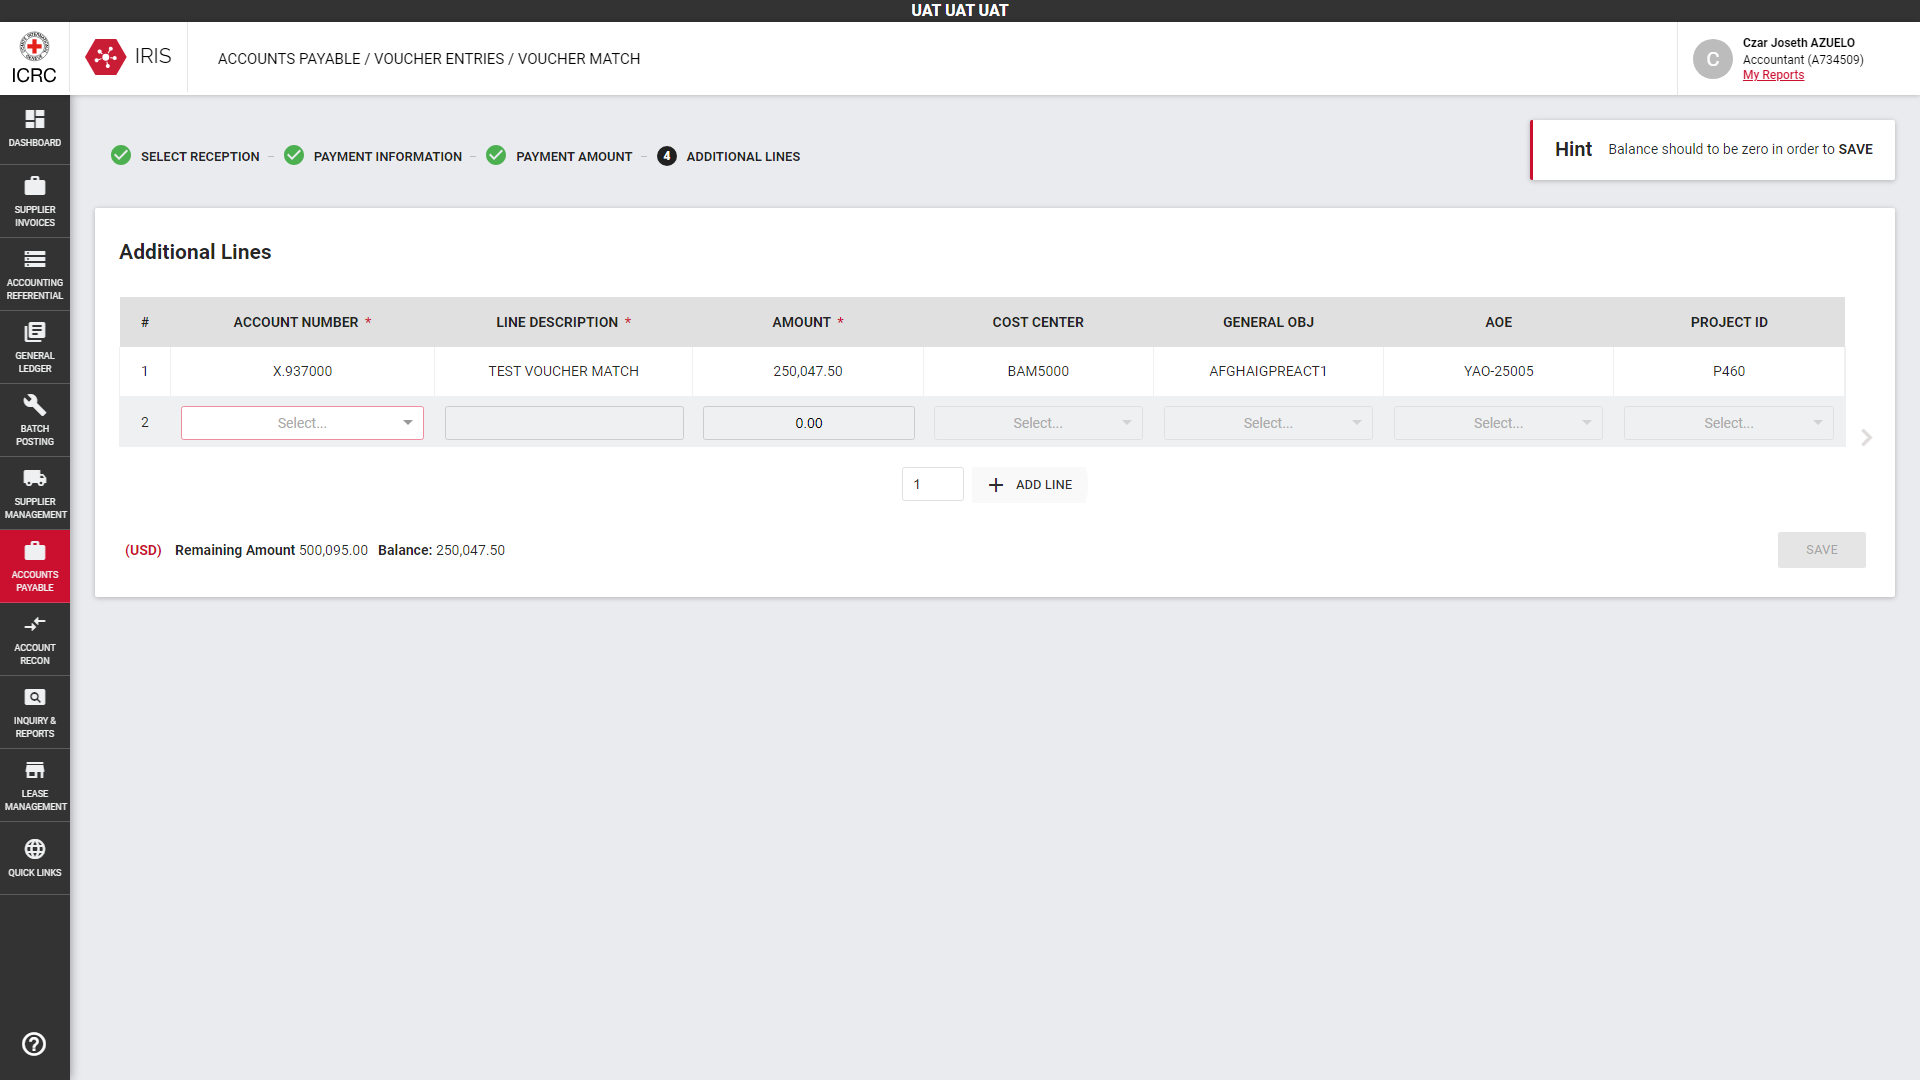 UAT UAT UAT
ICRC
IRIS
ACCOUNTS PAYABLE / VOUCHER ENTRIES / VOUCHER MATCH
C
Czar Joseth AZUELO
Accountant (A734509)
My Reports
DASHBOARD
SUPPLIER
INVOICES
ACCOUNTING
REFERENTIAL
GENERAL
LEDGER
BATCH
POSTING
SUPPLIER
MANAGEMENT
ACCOUNTS
PAYABLE
ACCOUNT
RECON
INQUIRY &
REPORTS
LEASE
MANAGEMENT
QUICK LINKS
SELECT RECEPTION – PAYMENT INFORMATION – PAYMENT AMOUNT – 4 ADDITIONAL LINES
Hint Balance should to be zero in order to SAVE
Additional Lines
# ACCOUNT NUMBER * LINE DESCRIPTION * AMOUNT * COST CENTER GENERAL OBJ AOE PROJECT ID
1 X.937000 TEST VOUCHER MATCH 250,047.50 BAM5000 AFGHAIGPREACT1 YAO-25005 P460
2 Select... 0.00 Select... Select... Select... Select...
1 + ADD LINE
(USD) Remaining Amount 500,095.00 Balance: 250,047.50
SAVE